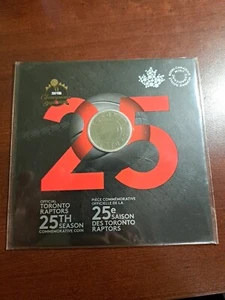 25
OFFICIAL
TORONTO
RAPTORS
25TH
SEASON
COMMEMORATIVE COIN
PIÈCE COMMÉMORATIVE
OFFICIELLE DE LA
25e
SAISON
DES TORONTO
RAPTORS